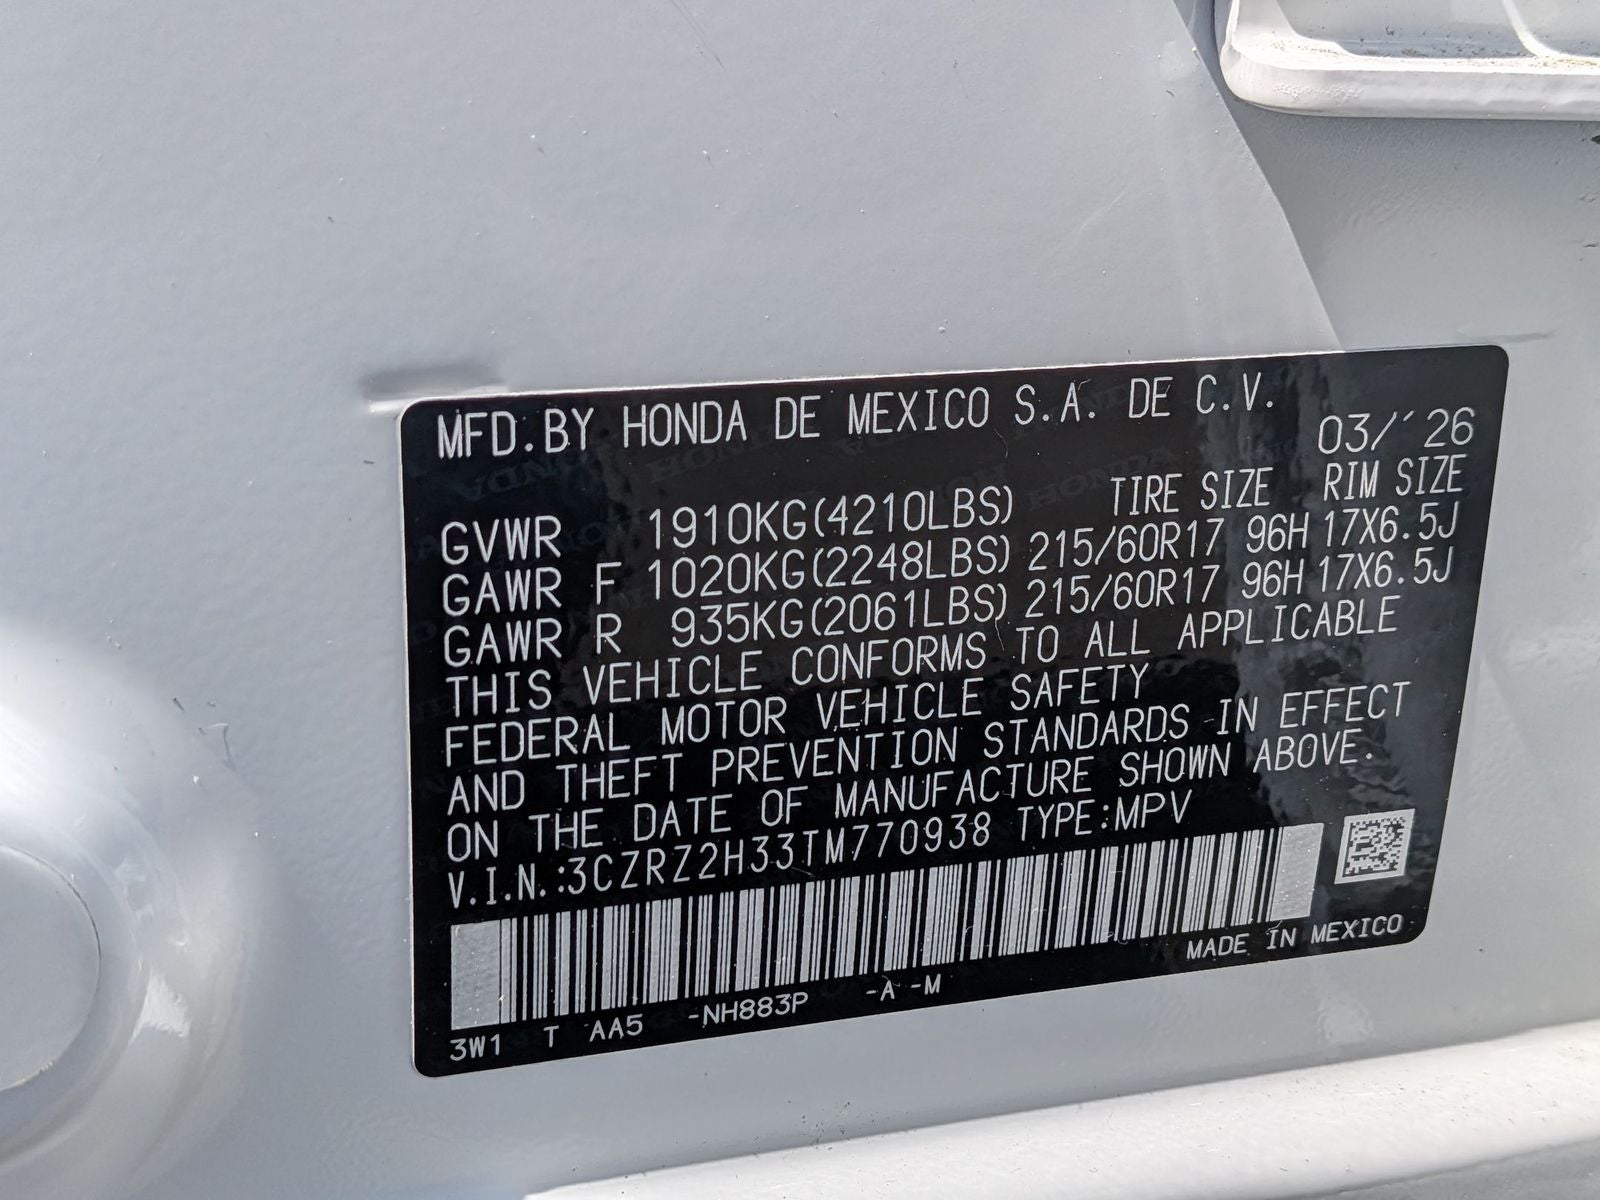 MFD.BY HONDA DE MEXICO S.A. DE C.V.
03/´26
TIRE SIZE RIM SIZE
GVWR 1910KG(4210LBS)
GAWR F 1020KG(2248LBS) 215/60R17 96H 17X6.5J
GAWR R 935KG(2061LBS) 215/60R17 96H 17X6.5J
THIS VEHICLE CONFORMS TO ALL APPLICABLE
FEDERAL MOTOR VEHICLE SAFETY
AND THEFT PREVENTION STANDARDS IN EFFECT
ON THE DATE OF MANUFACTURE SHOWN ABOVE.
V.I.N.:3CZRZ2H33TM770938 TYPE:MPV
MADE IN MEXICO
3W1 T AA5 -NH883P -A -M